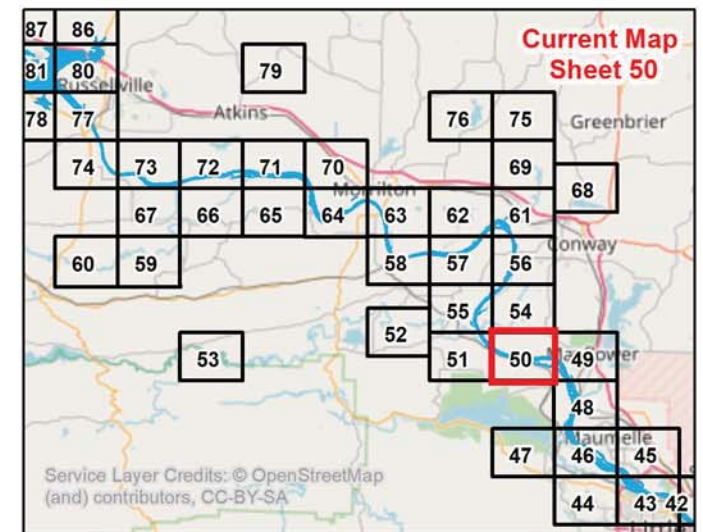 87 86
Current Map
Sheet 50
81 80
Russellville
79
78 77
Atkins
76 75
Greenbrier
74 73 72 71 70
69
Morrilton
68
67 66 65 64 63 62 61
Conway
60 59
58 57 56
55 54
52
53
51 50
Mayflower
49
48
Maumelle
47 46 45
Service Layer Credits: © OpenStreetMap
(and) contributors, CC-BY-SA
44 43 42
Little